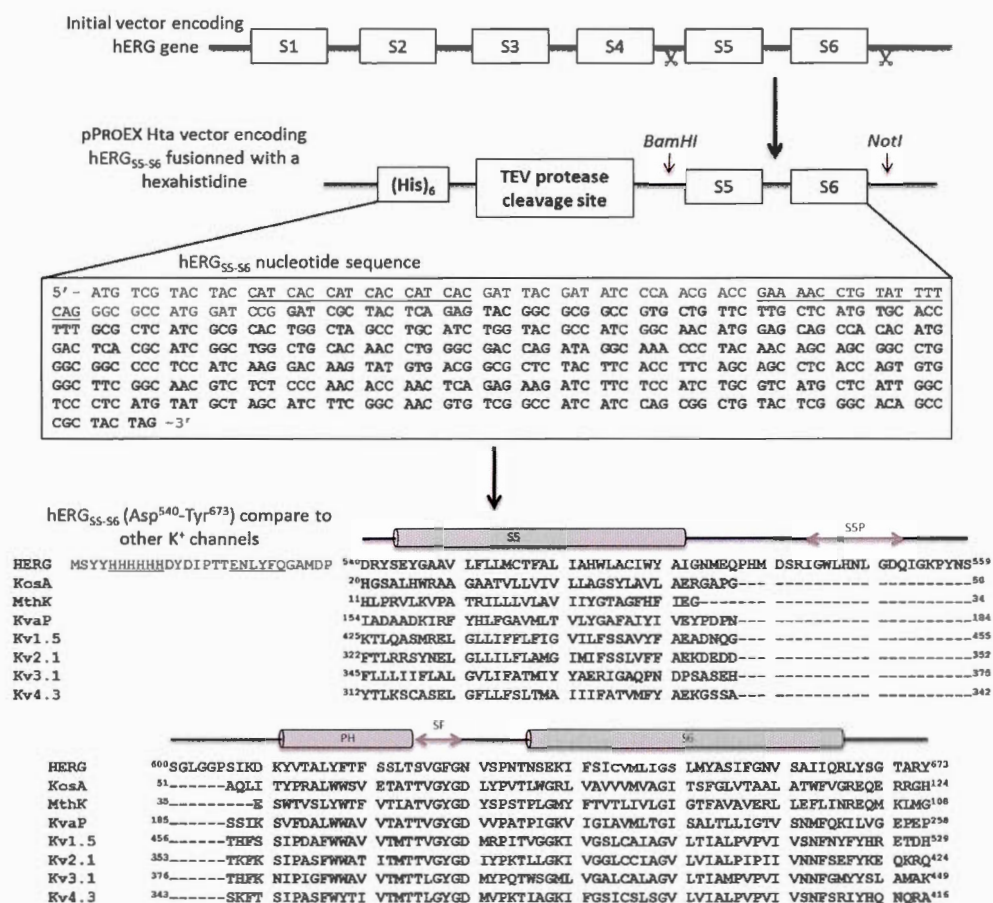 Initial vector encoding
hERG gene
S1 S2 S3 S4 S5 S6
pPROEX Hta vector encoding
hERG S5-S6 fusionned with a
hexahistidine
BamHI NotI
(His)6 TEV protease cleavage site S5 S6
hERG S5-S6 nucleotide sequence
5'- ATG TCG TAC TAC CAT CAC CAT CAC CAT CAC GAT TAC GAT ATC CCA ACG ACC GAA AAC CTG TAT TTT
CAG GGC GCC ATG GAT CCG GAT CGC TAC TCA GAG TAC GGC GCG GCC GTG CTG TTC TTG CTC ATG TGC ACC
TTT GCG CTC ATC GCG CAC TGG CTA GCC TGC ATC TGG TAC GCC ATC GGC AAC ATG GAG CAG CCA CAC ATG
GAC TCA CGC ATC GGC TGG CTG CAC AAC CTG GGC GAC CAG ATA GGC AAA CCC TAC AAC AGC AGC GGC CTG
GGC GGC CCC TCC ATC AAG GAC AAG TAT GTG ACG GCG CTC TAC TTC ACC TTC AGC AGC CTC ACC AGT GTG
GGC TTC GGC AAC GTC TCT CCC AAC ACC AAC TCA GAG AAG ATC TTC TCC ATC TGC GTC ATG CTC ATT GGC
TCC CTC ATG TAT GCT AGC ATC TTC GGC AAC GTG TCG GCC ATC ATC CAG CGG CTG TAC TCG GGC ACA GCC
CGC TAC TAG -3'
hERG S5-S6 (Asp540-Tyr673) compare to
other K+ channels
S5 S5P
HERG MSYYHHHHHHDYDIPTTENLYFQGAMDP 540DRYSEYGAAV LFLLMCTFAL IAHWLACIWY AIGNMEQPHM DSRIGWLHNL GDQIGKPYNS559
KosA 20HGSALHWRAA GAATVLLVIV LLAGSYLAVL AERGAPG--- ---------- ----------50
MthK 11HLPRVLKVPA TRILLLVLAV IIYGTAGFHF IEG------- ---------- ----------34
KvaP 154IADAADKIRF YHLFGAVMLT VLYGAFAIYI VEYPDPN--- ---------- ----------184
Kv1.5 425KTLQASMREL GLLIFFLFIG VILFSSAVYF AEADNQG--- ---------- ----------455
Kv2.1 322FTLRRSYNEL GLLILFLAMG IMIFSSLVFF AEKDEDD--- ---------- ----------352
Kv3.1 345FLLLIIFLAL GVLIFATMIY YAERIGAQPN DPSASEH--- ---------- ----------375
Kv4.3 312YTLKSCASEL GFLLFSLTMA IIIFATVMFY AEKGSSA--- ---------- ----------342
PH SF S6
HERG 600SGLGGPSIKD KYVTALYFTF SSLTSVGFGN VSPNTNSEKI FSICVMLIGS LMYASIFGNV SAIIQRLYSG TARY673
KosA 51------AQLI TYPRALWWSV ETATTVGYGD LYPVTLWGRL VAVVVMVAGI TSFGLVTAAL ATWFVGREQE RRGH124
MthK 35---------E SWTVSLYWTF VTIATVGYGD YSPSTPLGMY FTVTLIVLGI GTFAVAVERL LEFLINREQM KLMG108
KvaP 185------SSIK SVFDALWWAV VTATTVGYGD VVPATPIGKV IGIAVMLTGI SALTLLIGTV SNMFQKILVG EPEP258
Kv1.5 456------THFS SIPDAFWWAV VTMTTVGYGD MRPITVGGKI VGSLCAIAGV LTIALPVPVI VSNFNYFYHR ETDH529
Kv2.1 353------TKFK SIPASFWWAT ITMTTVGYGD IYPKTLLGKI VGGLCCIAGV LVIALPIPII VNNFSEFYKE QKRQ424
Kv3.1 376------THFK NIPIGFWWAV VTMTTLGYGD MYPQTWSGML VGALCALAGV LTIAMPVPVI VNNFGMYYSL AMAK449
Kv4.3 343------SKFT SIPASFWYTI VTMTTLGYGD MVPKTIAGKI FGSICSLSGV LVIALPVPVI VSNFSRIYHQ NQRA416